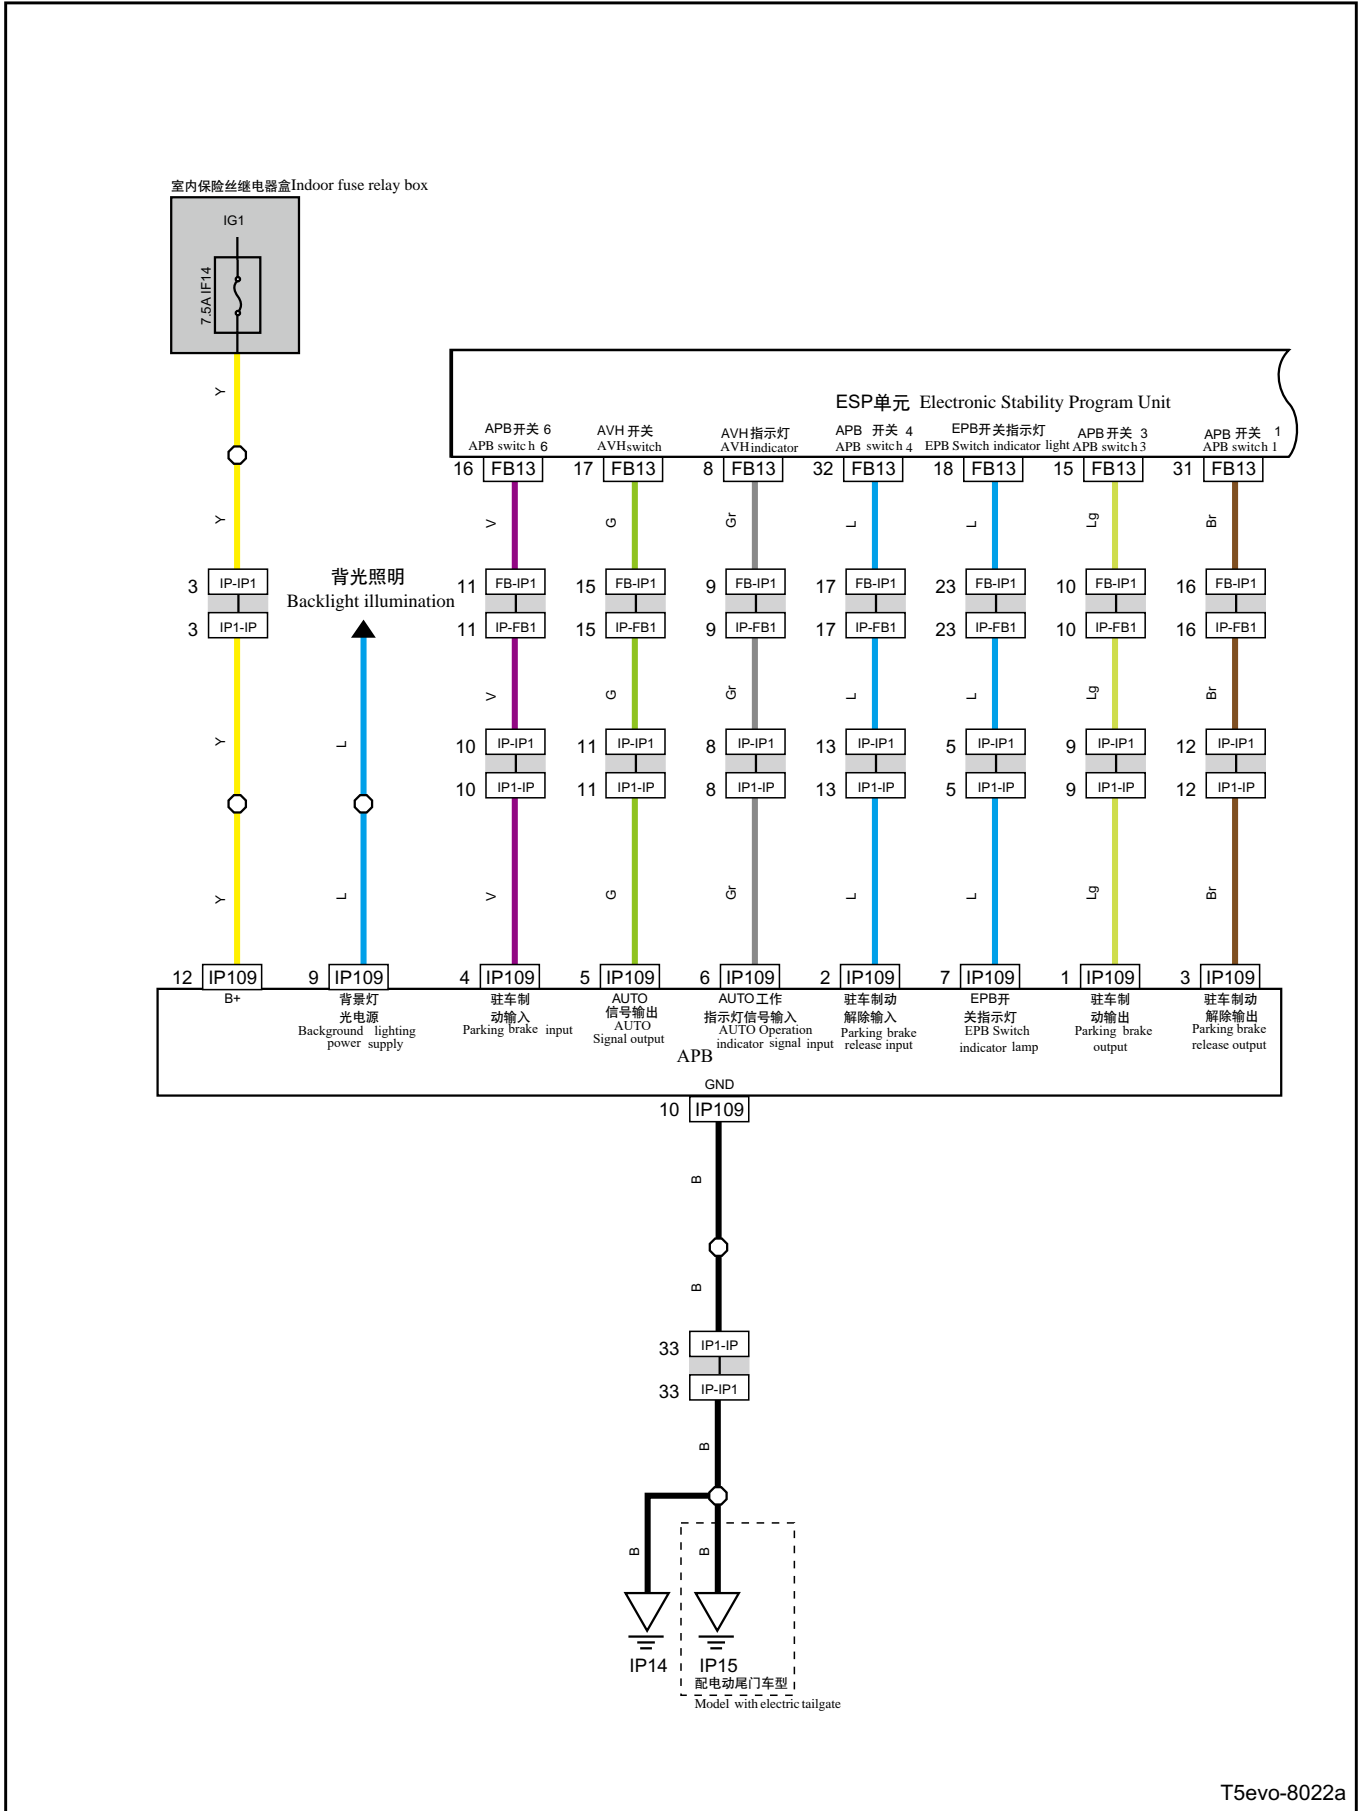 室内保险丝继电器盒Indoor fuse relay box
IG1
7.5A IF14
ESP单元 Electronic Stability Program Unit
APB开关 6
APB switch 6
AVH 开关
AVH switch
AVH 指示灯
AVH indicator
APB 开关 4
APB switch 4
EPB开关指示灯
EPB Switch indicator light
APB 开关 3
APB switch 3
APB 开关 1
APB switch 1
16 FB13 17 FB13 8 FB13 32 FB13 18 FB13 15 FB13 31 FB13
Y
Y V G Gr L L Lg Br
背光照明
Backlight illumination
3 IP-IP1 11 FB-IP1 15 FB-IP1 9 FB-IP1 17 FB-IP1 23 FB-IP1 10 FB-IP1 16 FB-IP1
3 IP1-IP 11 IP-FB1 15 IP-FB1 9 IP-FB1 17 IP-FB1 23 IP-FB1 10 IP-FB1 16 IP-FB1
V G Gr L L Lg Br
Y L
10 IP-IP1 11 IP-IP1 8 IP-IP1 13 IP-IP1 5 IP-IP1 9 IP-IP1 12 IP-IP1
10 IP1-IP 11 IP1-IP 8 IP1-IP 13 IP1-IP 5 IP1-IP 9 IP1-IP 12 IP1-IP
Y L V G Gr L L Lg Br
12 IP109 9 IP109 4 IP109 5 IP109 6 IP109 2 IP109 7 IP109 1 IP109 3 IP109
B+
背景灯
光电源
Background lighting
power supply
驻车制
动输入
Parking brake input
AUTO
信号输出
AUTO
Signal output
AUTO 工作
指示灯信号输入
AUTO Operation
indicator signal input
驻车制动
解除输入
Parking brake
release input
EPB开
关指示灯
EPB Switch
indicator lamp
驻车制
动输出
Parking brake
output
驻车制动
解除输出
Parking brake
release output
APB
GND
10 IP109
B
B
33 IP1-IP
33 IP-IP1
B
B B
IP14 IP15
配电动尾门车型
Model with electric tailgate
T5evo-8022a